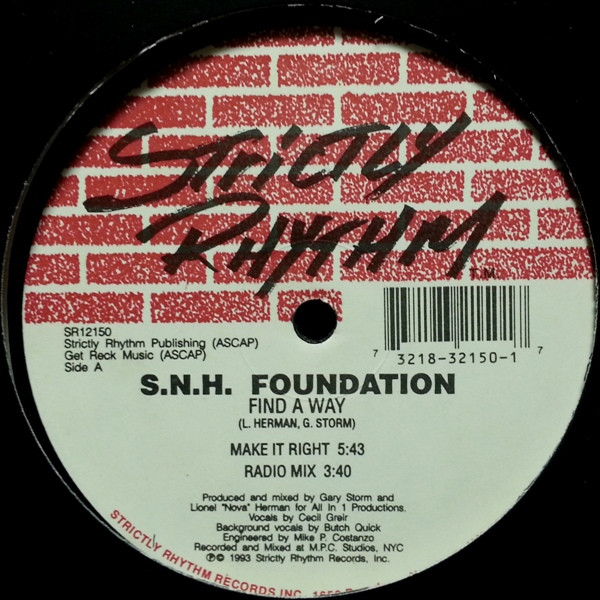 STRICTLY
RHYTHM
T.M.
SR12150
Strictly Rhythm Publishing (ASCAP)
Get Reck Music (ASCAP)
Side A
7 3218-32150-1 7
S.N.H. FOUNDATION
FIND A WAY
(L. HERMAN, G. STORM)
MAKE IT RIGHT 5:43
RADIO MIX 3:40
Produced and mixed by Gary Storm and
Lionel "Nova" Herman for All In 1 Productions.
Vocals by Cecil Greir
Background vocals by Butch Quick
Engineered by Mike P. Costanzo
Recorded and Mixed at M.P.C. Studios, NYC
℗© 1993 Strictly Rhythm Records, Inc.
STRICTLY RHYTHM RECORDS INC.